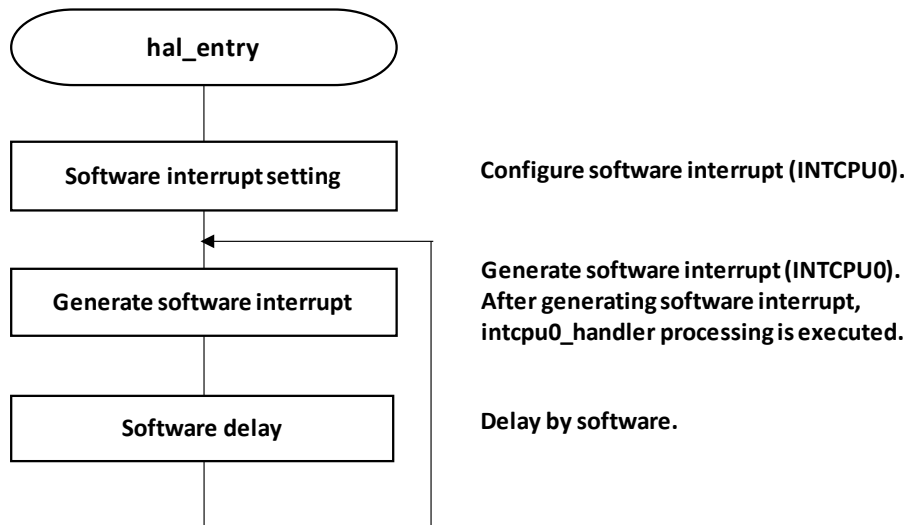 hal_entry
Software interrupt setting
Configure software interrupt (INTCPU0).
Generate software interrupt
Generate software interrupt (INTCPU0).
After generating software interrupt,
intcpu0_handler processing is executed.
Software delay
Delay by software.